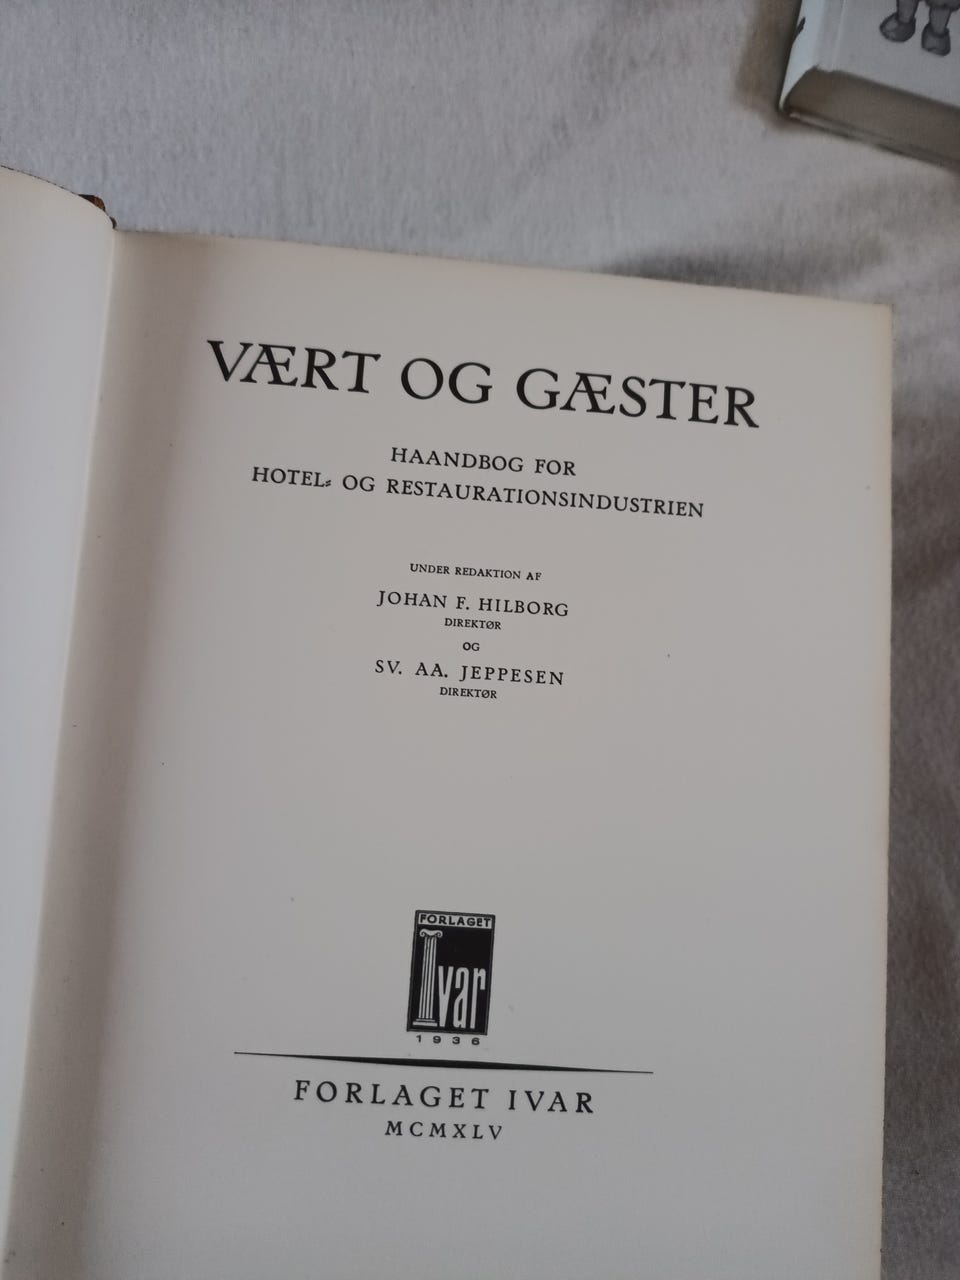 VÆRT OG GÆSTER
HAANDBOG FOR
HOTEL- OG RESTAURATIONSINDUSTRIEN
UNDER REDAKTION AF
JOHAN F. HILBORG
DIREKTØR
OG
SV. AA. JEPPESEN
DIREKTØR
FORLAGET
Ivar
1936
FORLAGET IVAR
MCMXLV